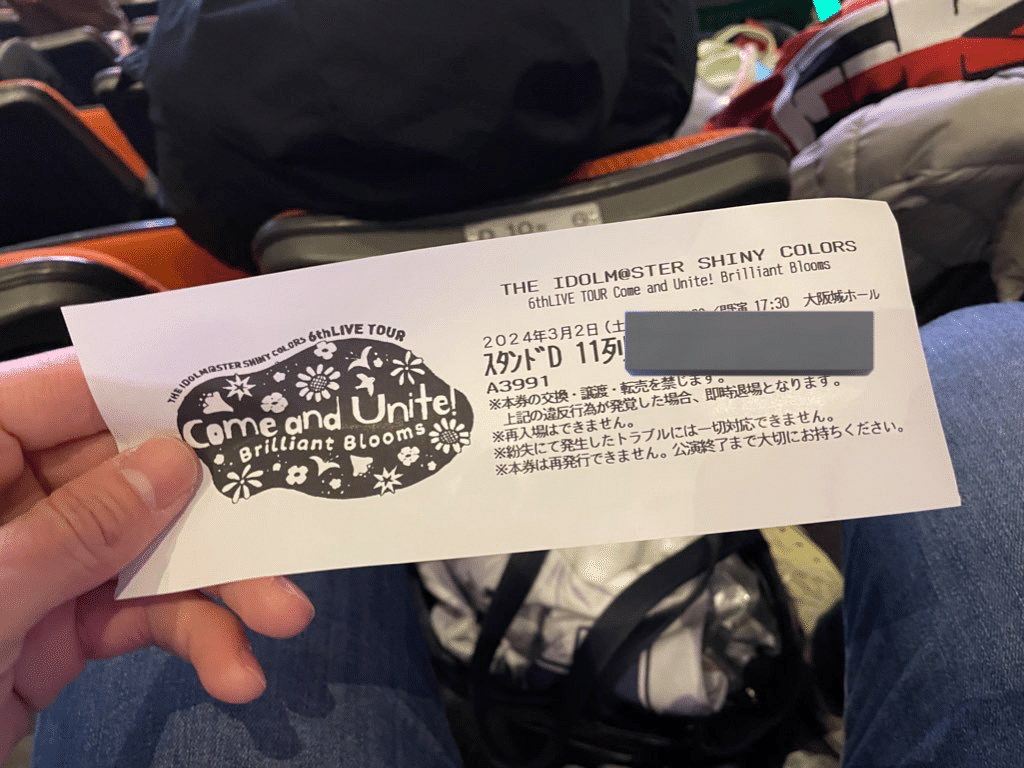 THE IDOLM@STER SHINY COLORS 6thLIVE TOUR
Come and Unite!
Brilliant Blooms
THE IDOLM@STER SHINY COLORS
6thLIVE TOUR Come and Unite! Brilliant Blooms
2024年3月2日(土 開演 17:30 大阪城ホール
ｽﾀﾝﾄﾞD 11列
A3991
※本券の交換・譲渡・転売を禁じます。
上記の違反行為が発覚した場合、即時退場となります。
※再入場はできません。
※紛失にて発生したトラブルには一切対応できません。
※本券は再発行できません。公演終了まで大切にお持ちください。